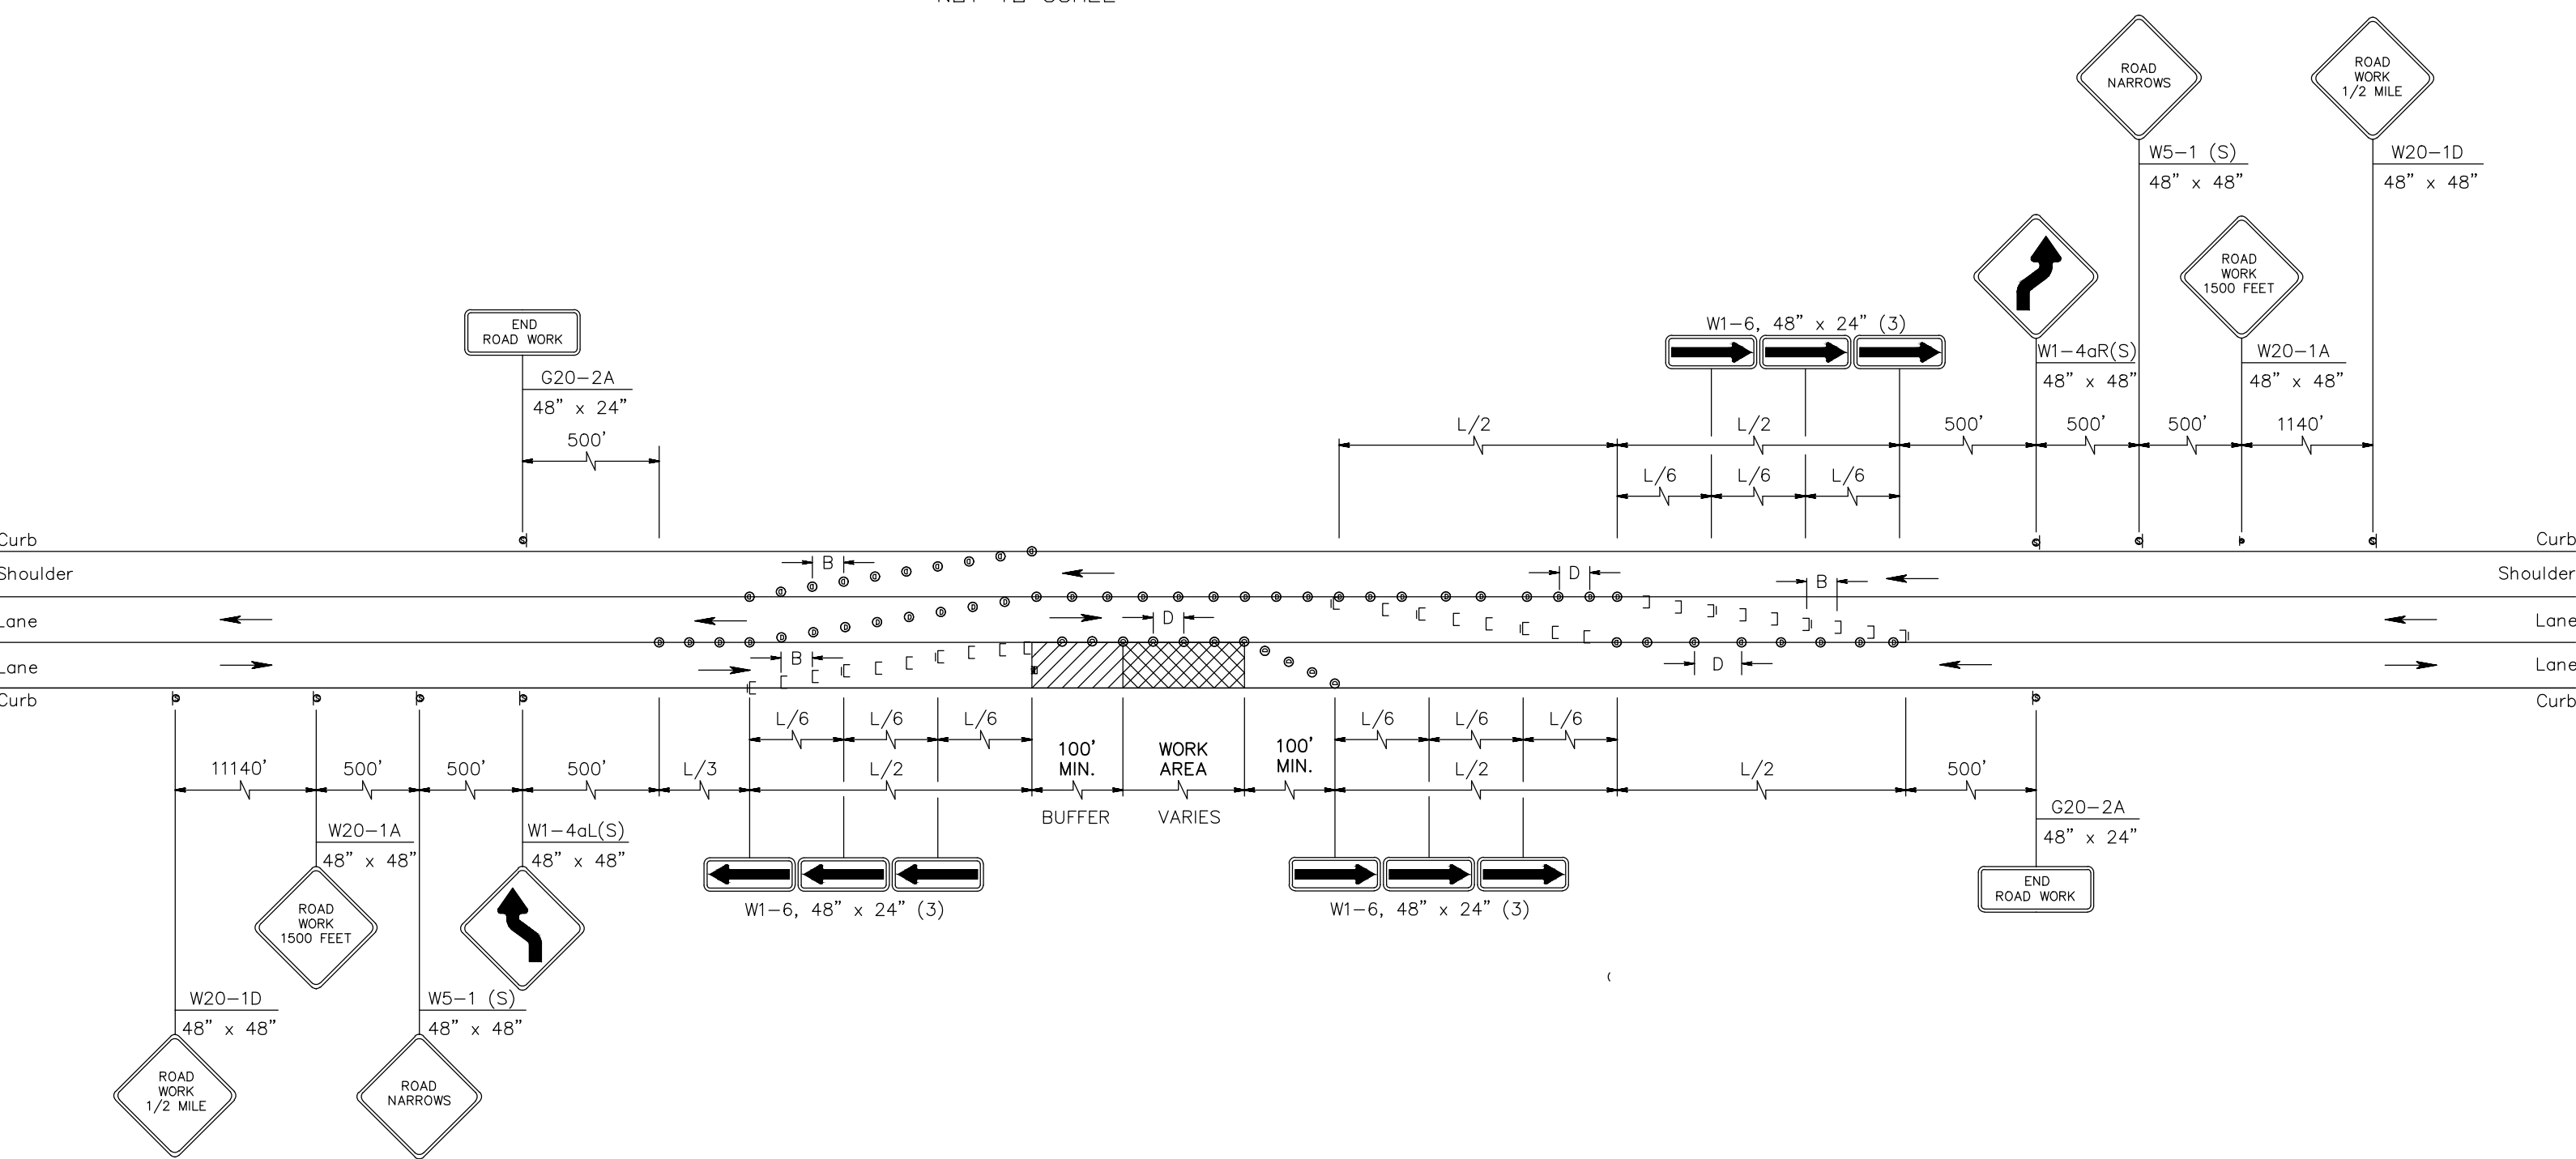 ROAD
NARROWS
ROAD
WORK
1/2 MILE
W5-1 (S)
48" x 48"
W20-1D
48" x 48"
ROAD
WORK
1500 FEET
END
ROAD WORK
W1-6, 48" x 24" (3)
W1-4aR(S)
48" x 48"
W20-1A
48" x 48"
G20-2A
48" x 24"
500'
L/2
L/2
500'
500'
500'
1140'
L/6
L/6
L/6
Curb
Curb
Shoulder
B
D
B
Shoulder
Lane
D
Lane
Lane
B
D
Lane
Curb
Curb
L/6
L/6
L/6
100'
MIN.
WORK
AREA
100'
MIN.
L/6
L/6
L/6
11140'
500'
500'
500'
L/3
L/2
L/2
L/2
500'
BUFFER
VARIES
G20-2A
48" x 24"
W20-1A
48" x 48"
W1-4aL(S)
48" x 48"
END
ROAD WORK
W1-6, 48" x 24" (3)
W1-6, 48" x 24" (3)
ROAD
WORK
1500 FEET
W20-1D
48" x 48"
W5-1 (S)
48" x 48"
ROAD
WORK
1/2 MILE
ROAD
NARROWS